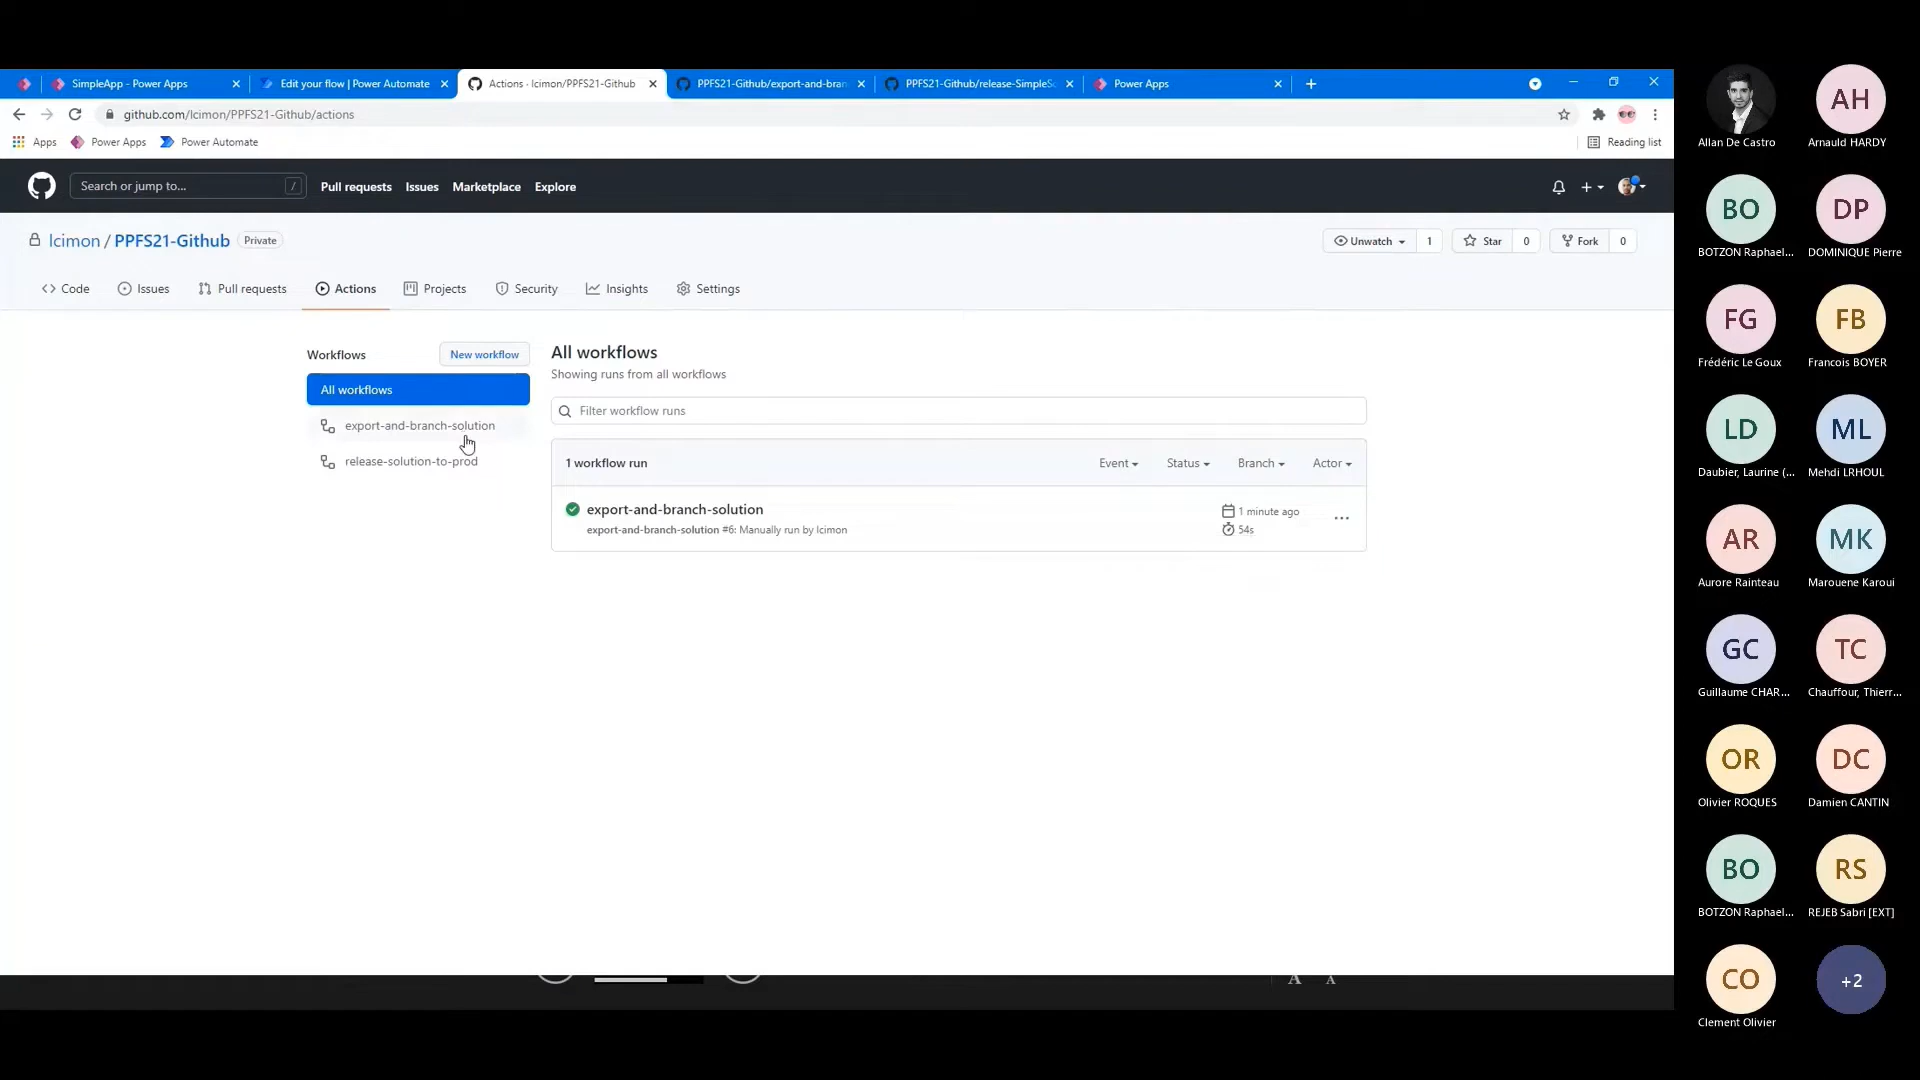 SimpleApp - Power Apps
Edit your flow | Power Automate
Actions · lcimon/PPFS21-Github
PPFS21-Github/export-and-bran
PPFS21-Github/release-SimpleSo
Power Apps
github.com/lcimon/PPFS21-Github/actions
Apps
Power Apps
Power Automate
Reading list
Search or jump to...
/
Pull requests
Issues
Marketplace
Explore
lcimon / PPFS21-Github
Private
Unwatch
1
Star
0
Fork
0
Code
Issues
Pull requests
Actions
Projects
Security
Insights
Settings
Workflows
New workflow
All workflows
export-and-branch-solution
release-solution-to-prod
All workflows
Showing runs from all workflows
Filter workflow runs
1 workflow run
Event
Status
Branch
Actor
export-and-branch-solution
export-and-branch-solution #6: Manually run by lcimon
1 minute ago
54s
A
A
Allan De Castro
AH
Arnauld HARDY
BO
BOTZON Raphael...
DP
DOMINIQUE Pierre
FG
Frédéric Le Goux
FB
Francois BOYER
LD
Daubier, Laurine (...
ML
Mehdi LRHOUL
AR
Aurore Rainteau
MK
Marouene Karoui
GC
Guillaume CHAR...
TC
Chauffour, Thierr...
OR
Olivier ROQUES
DC
Damien CANTIN
BO
BOTZON Raphael...
RS
REJEB Sabri [EXT]
CO
Clement Olivier
+2